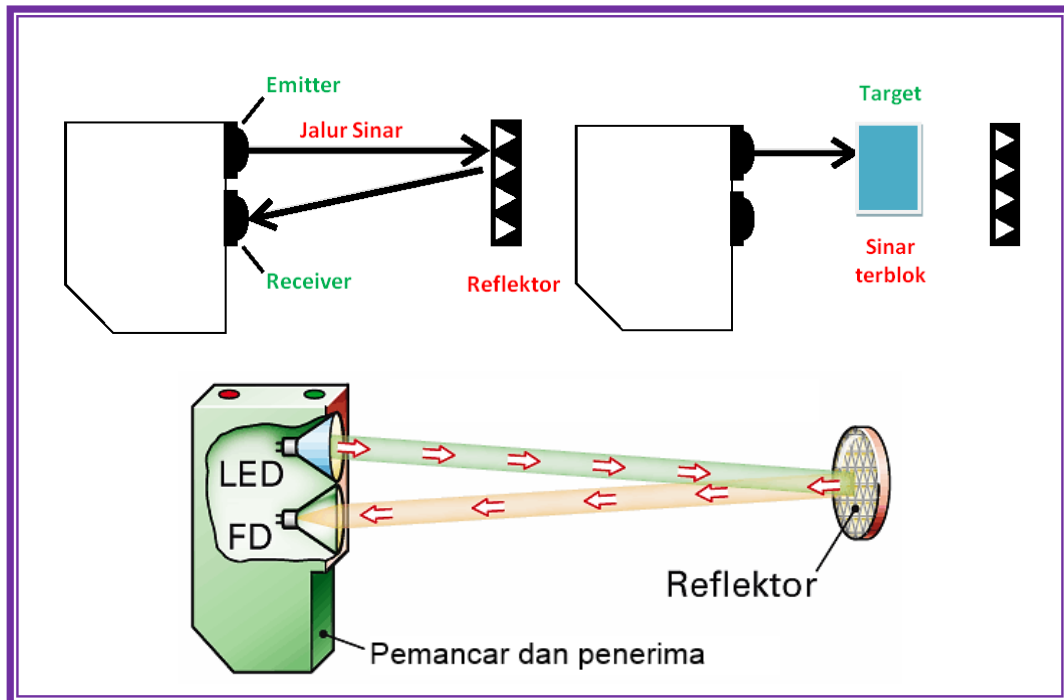 Emitter
Jalur Sinar
Receiver
Reflektor
Target
Sinar
terblok
LED
FD
Reflektor
Pemancar dan penerima